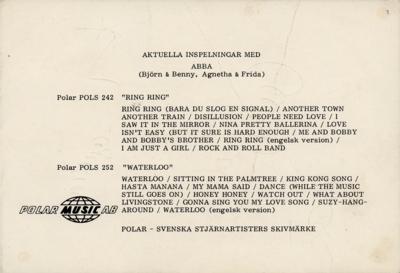 AKTUELLA INSPELNINGAR MED
ABBA
(Björn & Benny, Agnetha & Frida)
Polar POLS 242 "RING RING"
RING RING (BARA DU SLOG EN SIGNAL) / ANOTHER TOWN
ANOTHER TRAIN / DISILLUSION / PEOPLE NEED LOVE / I
SAW IT IN THE MIRROR / NINA PRETTY BALLERINA / LOVE
ISN'T EASY (BUT IT SURE IS HARD ENOUGH / ME AND BOBBY
AND BOBBY'S BROTHER / RING RING (engelsk version) /
I AM JUST A GIRL / ROCK AND ROLL BAND
Polar POLS 252 "WATERLOO"
WATERLOO / SITTING IN THE PALMTREE / KING KONG SONG /
HASTA MANANA / MY MAMA SAID / DANCE (WHILE THE MUSIC
STILL GOES ON) / HONEY HONEY / WATCH OUT / WHAT ABOUT
LIVINGSTONE / GONNA SING YOU MY LOVE SONG / SUZY-HANG-
AROUND / WATERLOO (engelsk version)
POLAR MUSIC AB
POLAR - SVENSKA STJÄRNARTISTERS SKIVMÄRKE